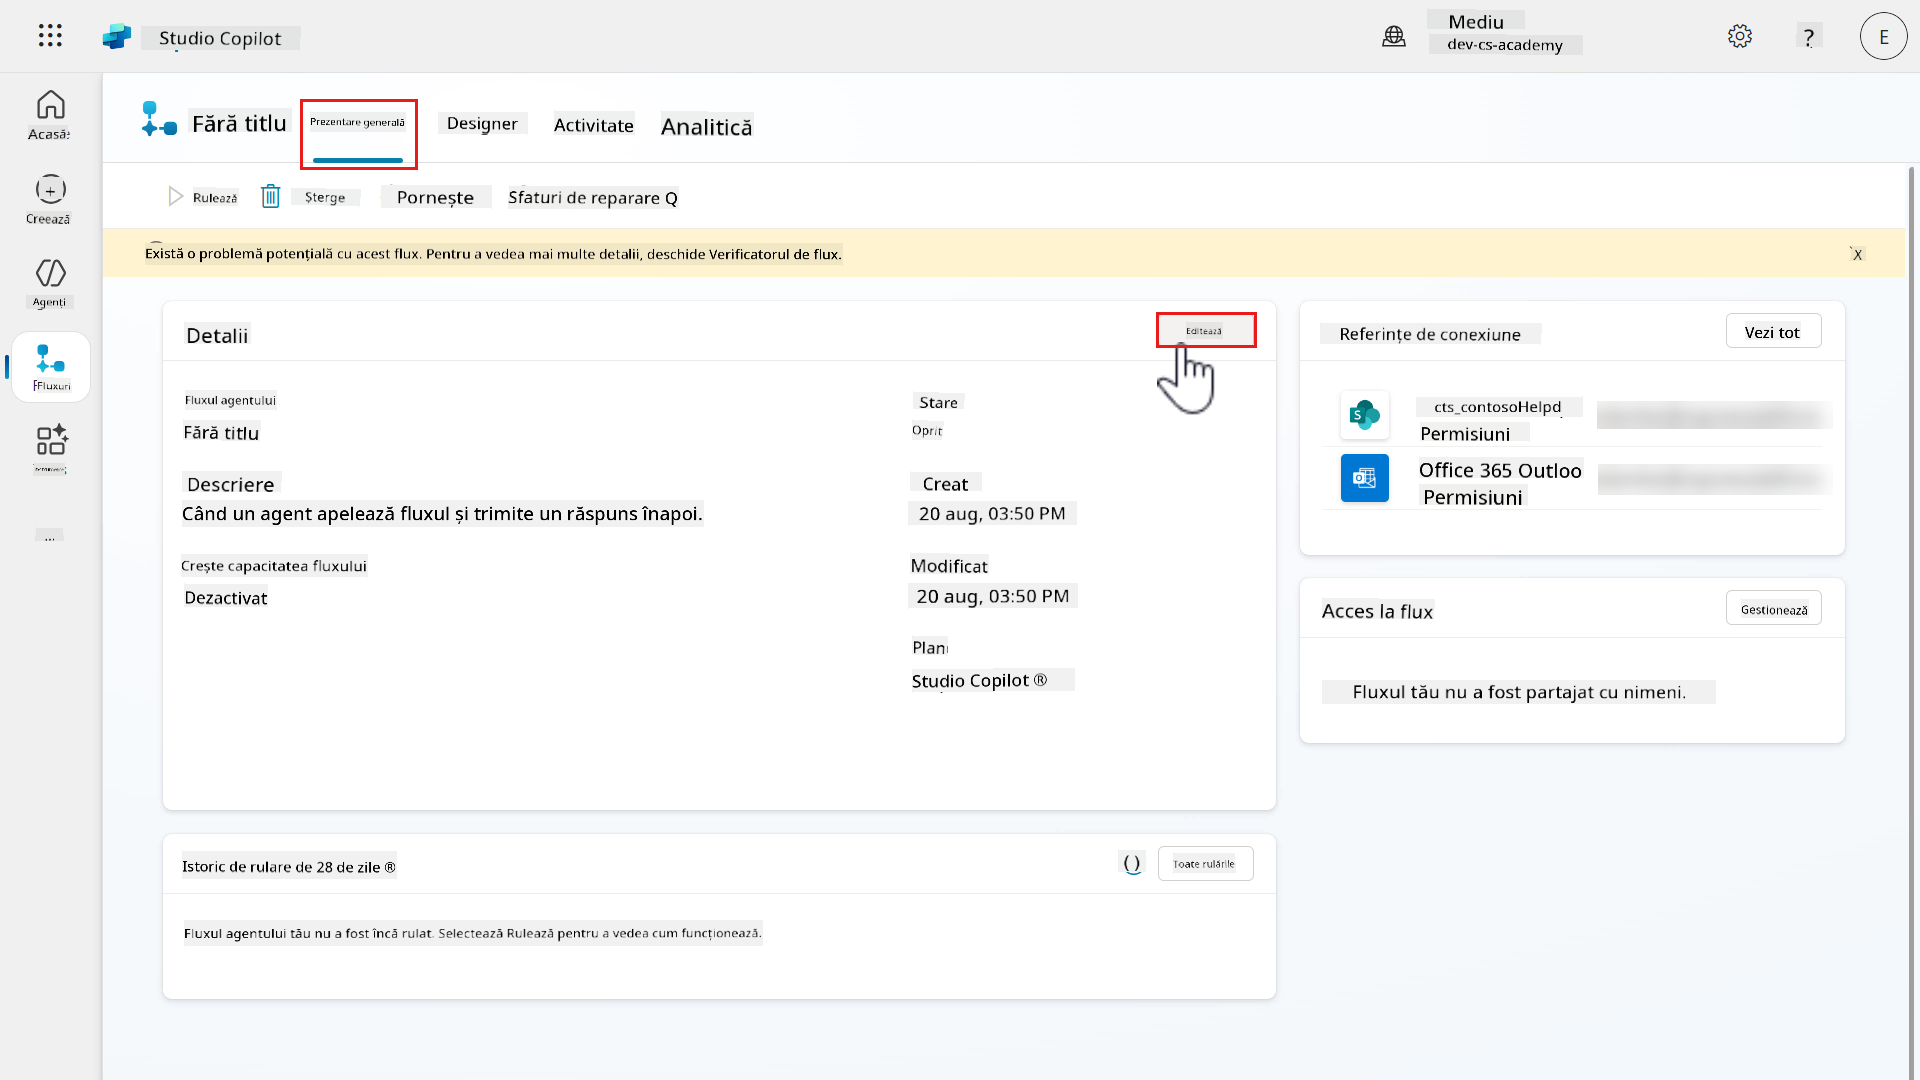 Studio Copilot
Mediu
dev-cs-academy
?
E
Acasă
Creează
Agenți
Fluxuri
...
Fără titlu
Prezentare generală
Designer
Activitate
Analitică
Rulează
Șterge
Pornește
Sfaturi de reparare Q
Există o problemă potențială cu acest flux. Pentru a vedea mai multe detalii, deschide Verificatorul de flux.
X
Detalii
Editează
Fluxul agentului
Fără titlu
Descriere
Când un agent apelează fluxul și trimite un răspuns înapoi.
Crește capacitatea fluxului
Dezactivat
Stare
Oprit
Creat
20 aug, 03:50 PM
Modificat
20 aug, 03:50 PM
Plan
Studio Copilot ®
Referințe de conexiune
Vezi tot
cts_contosoHelpd
Permisiuni
Office 365 Outloo
Permisiuni
Acces la flux
Gestionează
Fluxul tău nu a fost partajat cu nimeni.
Istoric de rulare de 28 de zile ®
()
Toate rulările
Fluxul agentului tău nu a fost încă rulat. Selectează Rulează pentru a vedea cum funcționează.